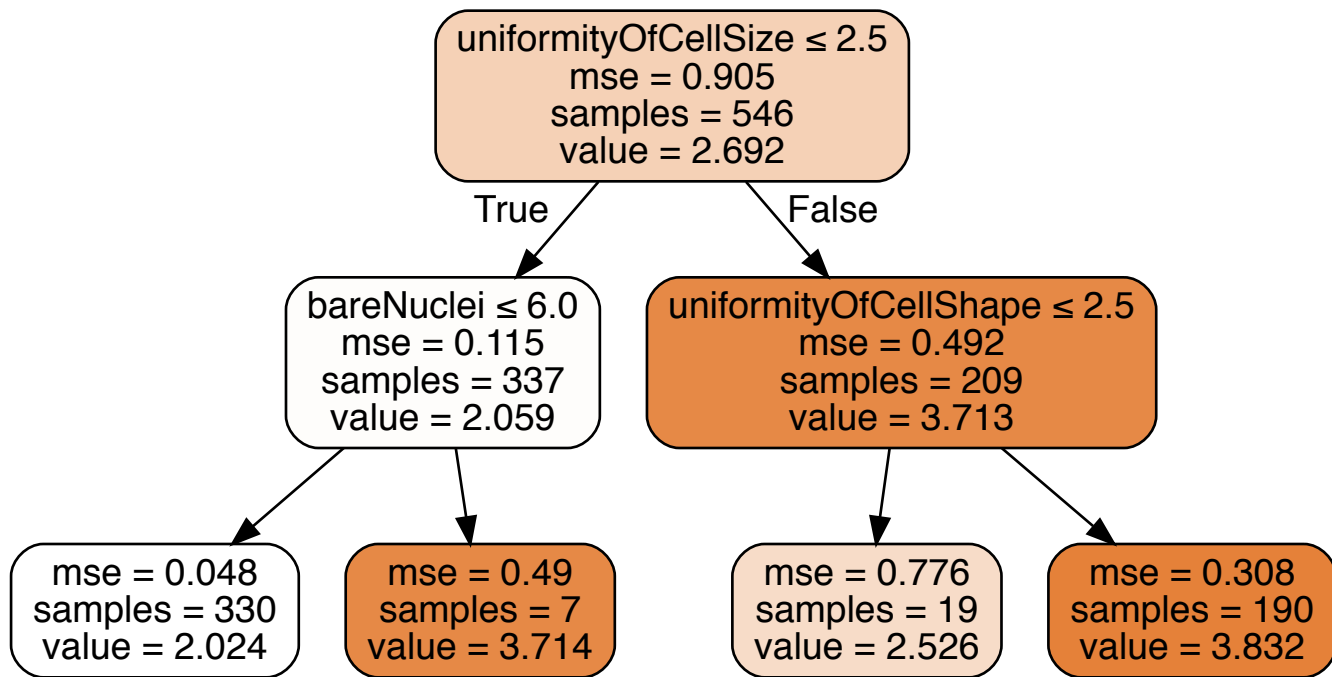 uniformityOfCellSize ≤ 2.5
mse = 0.905
samples = 546
value = 2.692
True
False
bareNuclei ≤ 6.0
mse = 0.115
samples = 337
value = 2.059
uniformityOfCellShape ≤ 2.5
mse = 0.492
samples = 209
value = 3.713
mse = 0.048
samples = 330
value = 2.024
mse = 0.49
samples = 7
value = 3.714
mse = 0.776
samples = 19
value = 2.526
mse = 0.308
samples = 190
value = 3.832